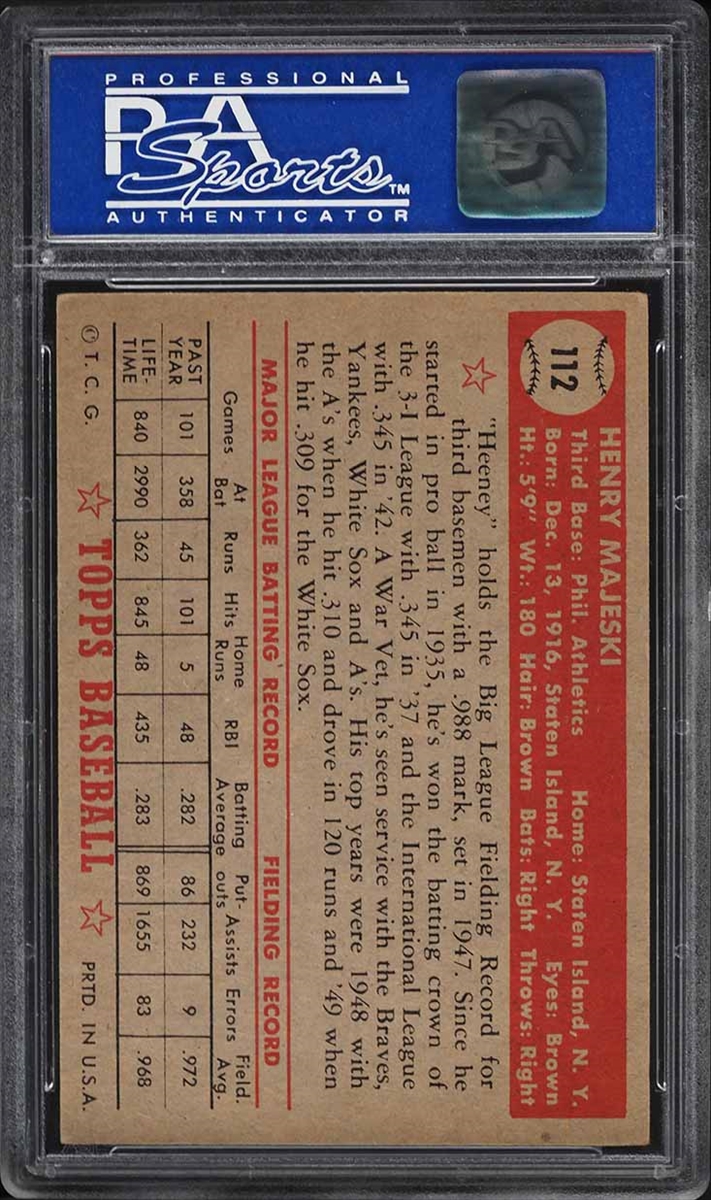 PROFESSIONAL
PSA
Sports™
AUTHENTICATOR
112
HENRY MAJESKI
Third Base: Phil. Athletics Home: Staten Island, N. Y.
Born: Dec. 13, 1916, Staten Island, N. Y. Eyes: Brown
Ht.: 5'9" Wt.: 180 Hair: Brown Bats: Right Throws: Right
"Heeney" holds the Big League Fielding Record for
third basemen with a .988 mark, set in 1947. Since he
started in pro ball in 1935, he's won the batting crown of
the 3-I League with .345 in '37 and the International League
with .345 in '42. A War Vet, he's seen service with the Braves,
Yankees, White Sox and A's. His top years were 1948 with
the A's when he hit .310 and drove in 120 runs and '49 when
he hit .309 for the White Sox.
MAJOR LEAGUE BATTING RECORD FIELDING RECORD
Games At Bat Runs Hits Home Runs RBI Batting Average Put-outs Assists Errors Field. Avg.
PAST YEAR 101 358 45 101 5 48 .282 86 232 9 .972
LIFE-TIME 840 2990 362 845 48 435 .283 869 1655 83 .968
© T. C. G. TOPPS BASEBALL PRTD. IN U.S.A.